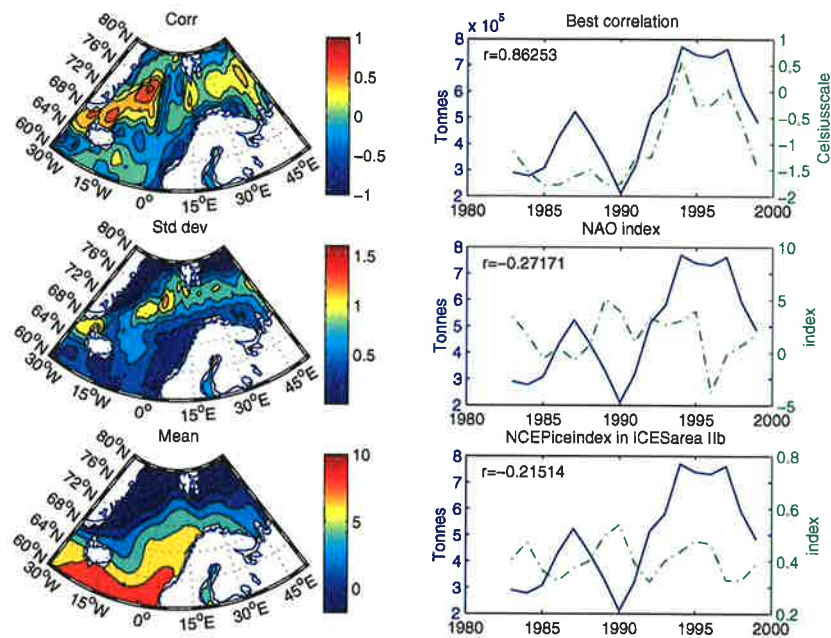 Corr
80°N
76°N
72°N
68°N
64°N
60°N
30°W
15°W
0°
15°E
30°E
45°E
1
0.5
0
−0.5
−1
Best correlation
x 10⁵
8
7
6
5
4
3
2
Tonnes
r=0.86253
1
0.5
0
−0.5
−1
−1.5
−2
Celsiusscale
1980
1985
1990
1995
2000
Std dev
80°N
76°N
72°N
68°N
64°N
60°N
30°W
15°W
0°
15°E
30°E
45°E
1.5
1
0.5
NAO index
8
7
6
5
4
3
2
Tonnes
r=−0.27171
10
5
0
−5
index
1980
1985
1990
1995
2000
Mean
80°N
76°N
72°N
68°N
64°N
60°N
30°W
15°W
0°
15°E
30°E
45°E
10
5
0
NCEPiceindex in iCESarea IIb
8
7
6
5
4
3
2
Tonnes
r=−0.21514
0.8
0.6
0.4
0.2
index
1980
1985
1990
1995
2000